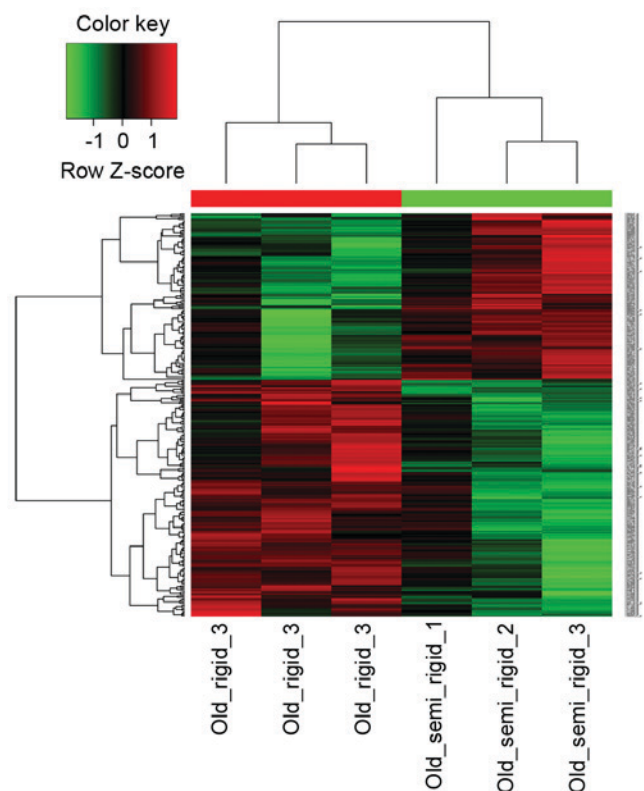 Color key
-1 0 1
Row Z-score
Old_rigid_3
Old_rigid_3
Old_rigid_3
Old_semi_rigid_1
Old_semi_rigid_2
Old_semi_rigid_3